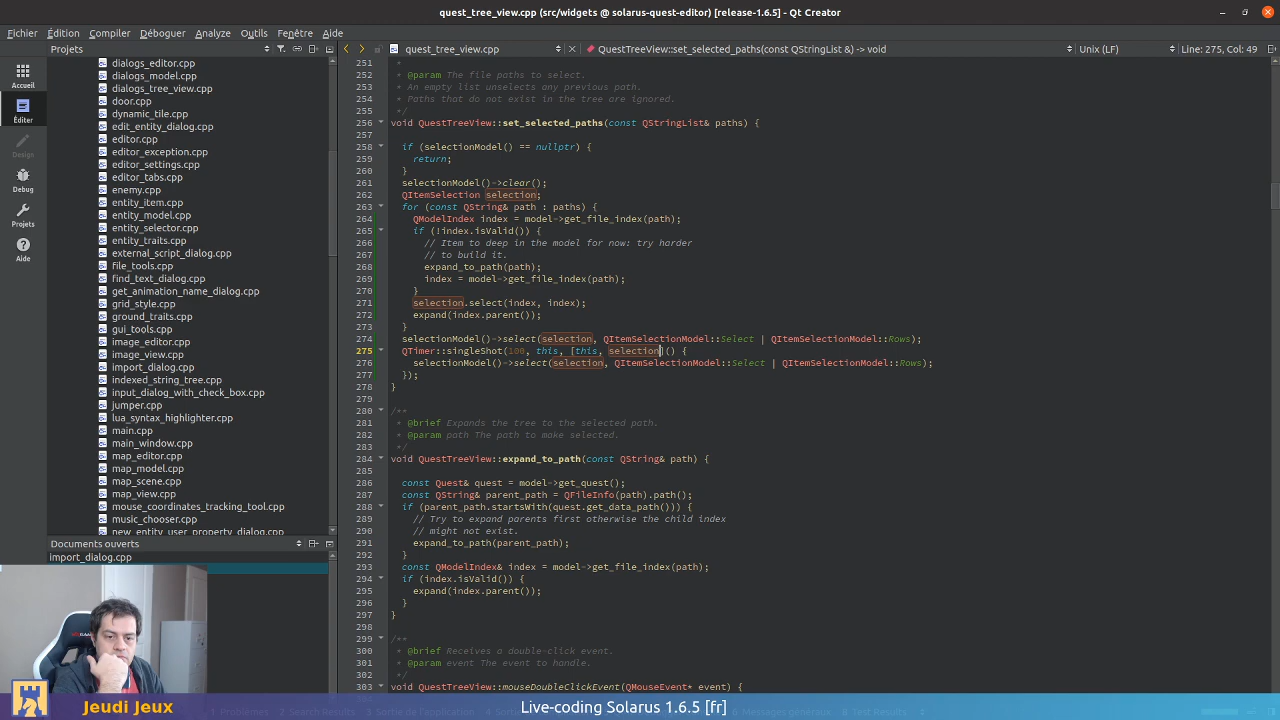 quest_tree_view.cpp (src/widgets @ solarus-quest-editor) [release-1.6.5] - Qt Creator
Fichier Édition Compiler Déboguer Analyze Outils Fenêtre Aide
Projets
quest_tree_view.cpp
QuestTreeView::set_selected_paths(const QStringList &) -> void
Unix (LF)
Line: 275, Col: 49
Accueil
Éditer
Design
Debug
Projets
Aide
dialogs_editor.cpp
dialogs_model.cpp
dialogs_tree_view.cpp
door.cpp
dynamic_tile.cpp
edit_entity_dialog.cpp
editor.cpp
editor_exception.cpp
editor_settings.cpp
editor_tabs.cpp
enemy.cpp
entity_item.cpp
entity_model.cpp
entity_selector.cpp
entity_traits.cpp
external_script_dialog.cpp
file_tools.cpp
find_text_dialog.cpp
get_animation_name_dialog.cpp
grid_style.cpp
ground_traits.cpp
gui_tools.cpp
image_view.cpp
import_dialog.cpp
indexed_string_tree.cpp
input_dialog_with_check_box.cpp
jumper.cpp
lua_syntax_highlighter.cpp
main.cpp
main_window.cpp
map_editor.cpp
map_model.cpp
map_scene.cpp
map_view.cpp
mouse_coordinates_tracking_tool.cpp
music_chooser.cpp
new_entity_user_property_dialog.cpp
Documents ouverts
import_dialog.cpp
251 *
252 * @param The file paths to select.
253 * An empty list unselects any previous path.
254 * Paths that do not exist in the tree are ignored.
255 */
256 void QuestTreeView::set_selected_paths(const QStringList& paths) {
257
258 if (selectionModel() == nullptr) {
259 return;
260 }
261 selectionModel()->clear();
262 QItemSelection selection;
263 for (const QString& path : paths) {
264 QModelIndex index = model->get_file_index(path);
265 if (!index.isValid()) {
266 // Item to deep in the model for now: try harder
267 // to build it.
268 expand_to_path(path);
269 index = model->get_file_index(path);
270 }
271 selection.select(index, index);
272 expand(index.parent());
273 }
274 selectionModel()->select(selection, QItemSelectionModel::Select | QItemSelectionModel::Rows);
275 QTimer::singleShot(100, this, [this, selection]() {
276 selectionModel()->select(selection, QItemSelectionModel::Select | QItemSelectionModel::Rows);
277 });
278 }
279
280 /**
281 * @brief Expands the tree to the selected path.
282 * @param path The path to make selected.
283 */
284 void QuestTreeView::expand_to_path(const QString& path) {
285
286 const Quest& quest = model->get_quest();
287 const QString& parent_path = QFileInfo(path).path();
288 if (parent_path.startsWith(quest.get_data_path())) {
289 // Try to expand parents first otherwise the child index
290 // might not exist.
291 expand_to_path(parent_path);
292 }
293 const QModelIndex& index = model->get_file_index(path);
294 if (index.isValid()) {
295 expand(index.parent());
296 }
297 }
298
299 /**
300 * @brief Receives a double-click event.
301 * @param event The event to handle.
302 */
303 void QuestTreeView::mouseDoubleClickEvent(QMouseEvent* event) {
Jeudi Jeux
Live-coding Solarus 1.6.5 [fr]